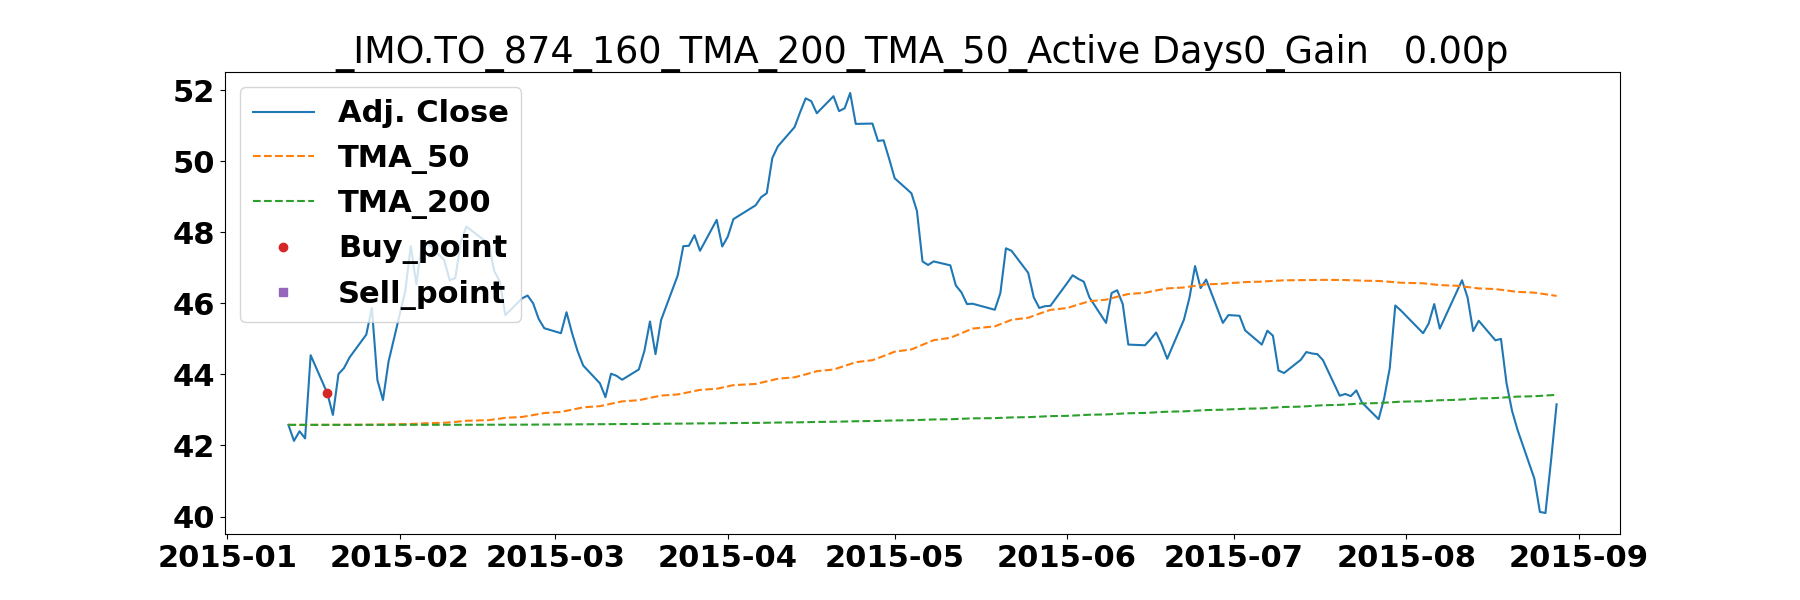 _IMO.TO_874_160_TMA_200_TMA_50_Active Days0_Gain   0.00p
52
50
48
46
44
42
40
Adj. Close
TMA_50
TMA_200
Buy_point
Sell_point
2015-01 2015-02 2015-03 2015-04 2015-05 2015-06 2015-07 2015-08 2015-09